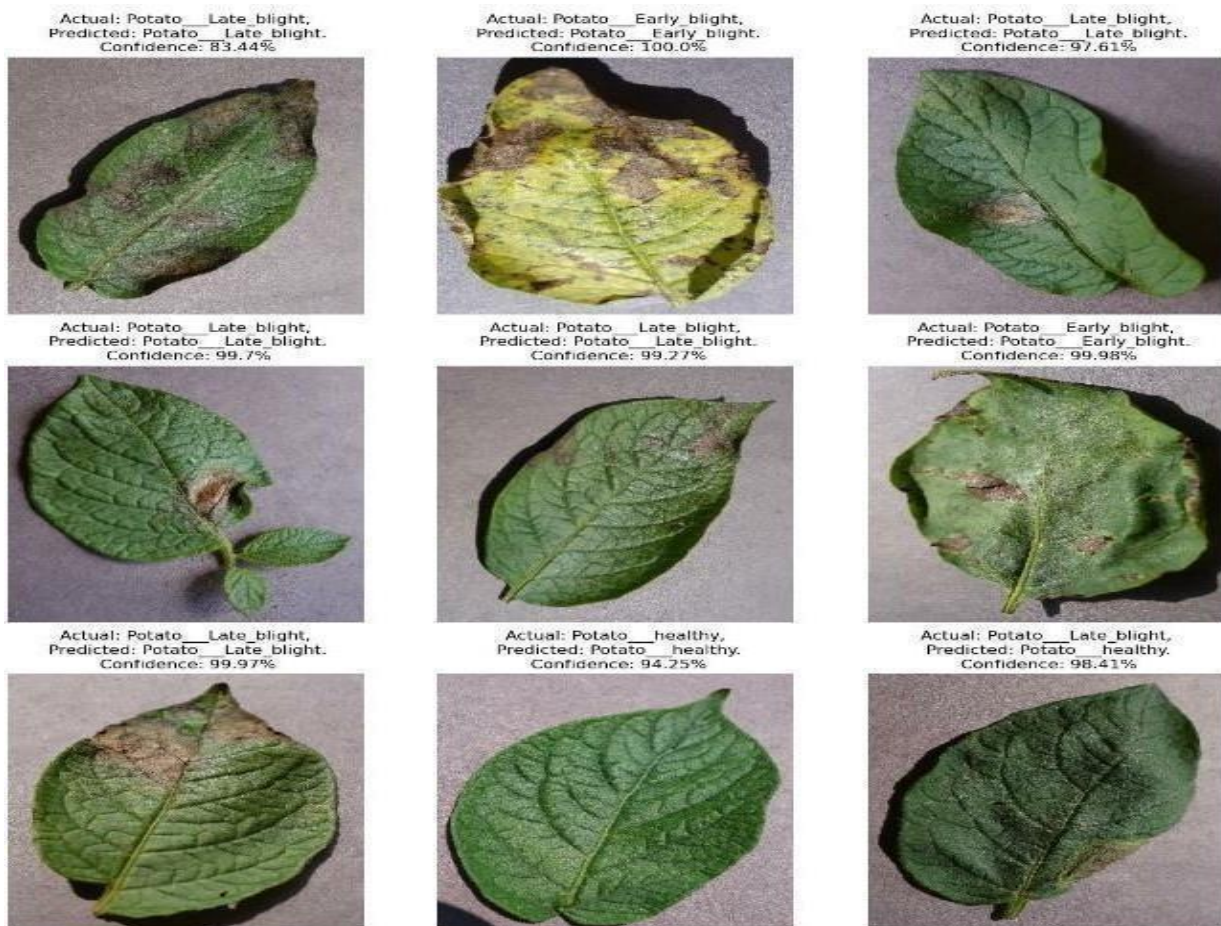 Actual: Potato___Late_blight,
Predicted: Potato___Late_blight.
Confidence: 83.44%
Actual: Potato___Early_blight,
Predicted: Potato___Early_blight.
Confidence: 100.0%
Actual: Potato___Late_blight,
Predicted: Potato___Late_blight.
Confidence: 97.61%
Actual: Potato___Late_blight,
Predicted: Potato___Late_blight.
Confidence: 99.7%
Actual: Potato___Late_blight,
Predicted: Potato___Late_blight.
Confidence: 99.27%
Actual: Potato___Early_blight,
Predicted: Potato___Early_blight.
Confidence: 99.98%
Actual: Potato___Late_blight,
Predicted: Potato___Late_blight.
Confidence: 99.97%
Actual: Potato___healthy,
Predicted: Potato___healthy.
Confidence: 94.25%
Actual: Potato___Late_blight,
Predicted: Potato___healthy.
Confidence: 98.41%